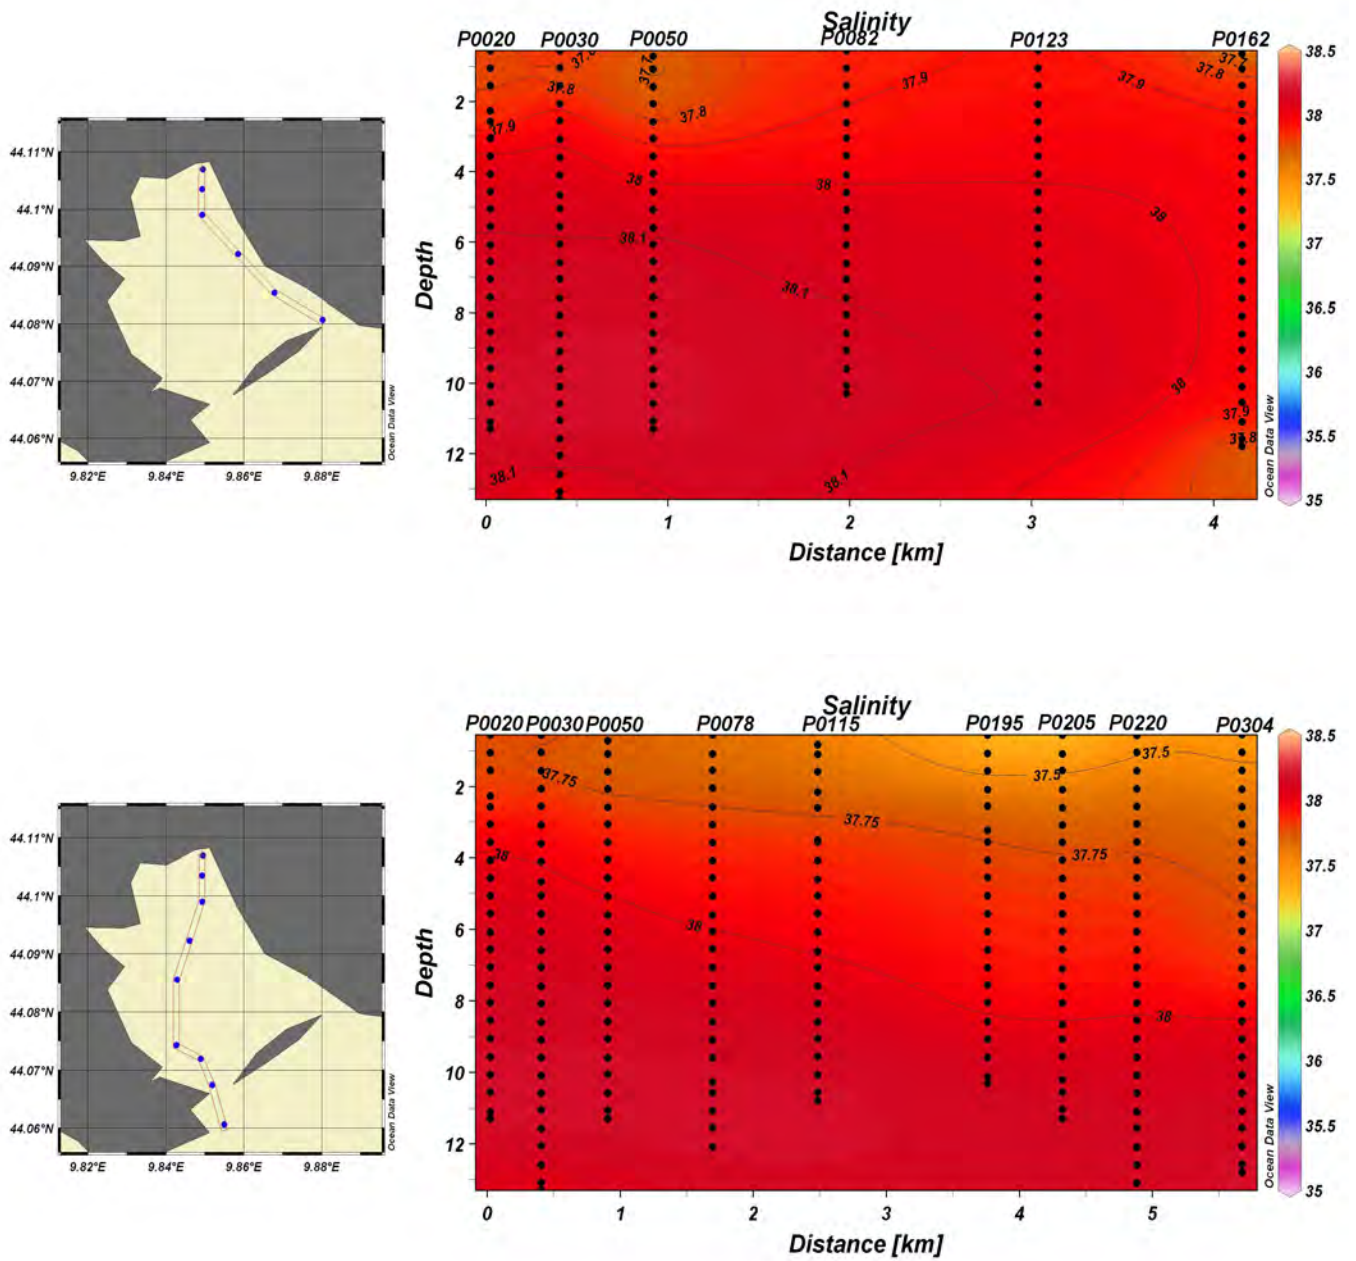 Salinity
P0020 P0030 P0050 P0082 P0123 P0162
44.11°N
44.1°N
44.09°N
44.08°N
44.07°N
44.06°N
9.82°E 9.84°E 9.86°E 9.88°E
Ocean Data View
Depth
2
4
6
8
10
12
37.7
37.8
37.8
37.8
37.9
37.9
37.9
38
38
38
38
38.1
38.1
38.1
38.1
37.9
37.8
0 1 2 3 4
Distance [km]
Ocean Data View
38.5
38
37.5
37
36.5
36
35.5
35
Salinity
P0020 P0030 P0050 P0078 P0115 P0195 P0205 P0220 P0304
44.11°N
44.1°N
44.09°N
44.08°N
44.07°N
44.06°N
9.82°E 9.84°E 9.86°E 9.88°E
Ocean Data View
Depth
2
4
6
8
10
12
37.5
37.5
37.75
37.75
37.75
38
38
38
0 1 2 3 4 5
Distance [km]
Ocean Data View
38.5
38
37.5
37
36.5
36
35.5
35